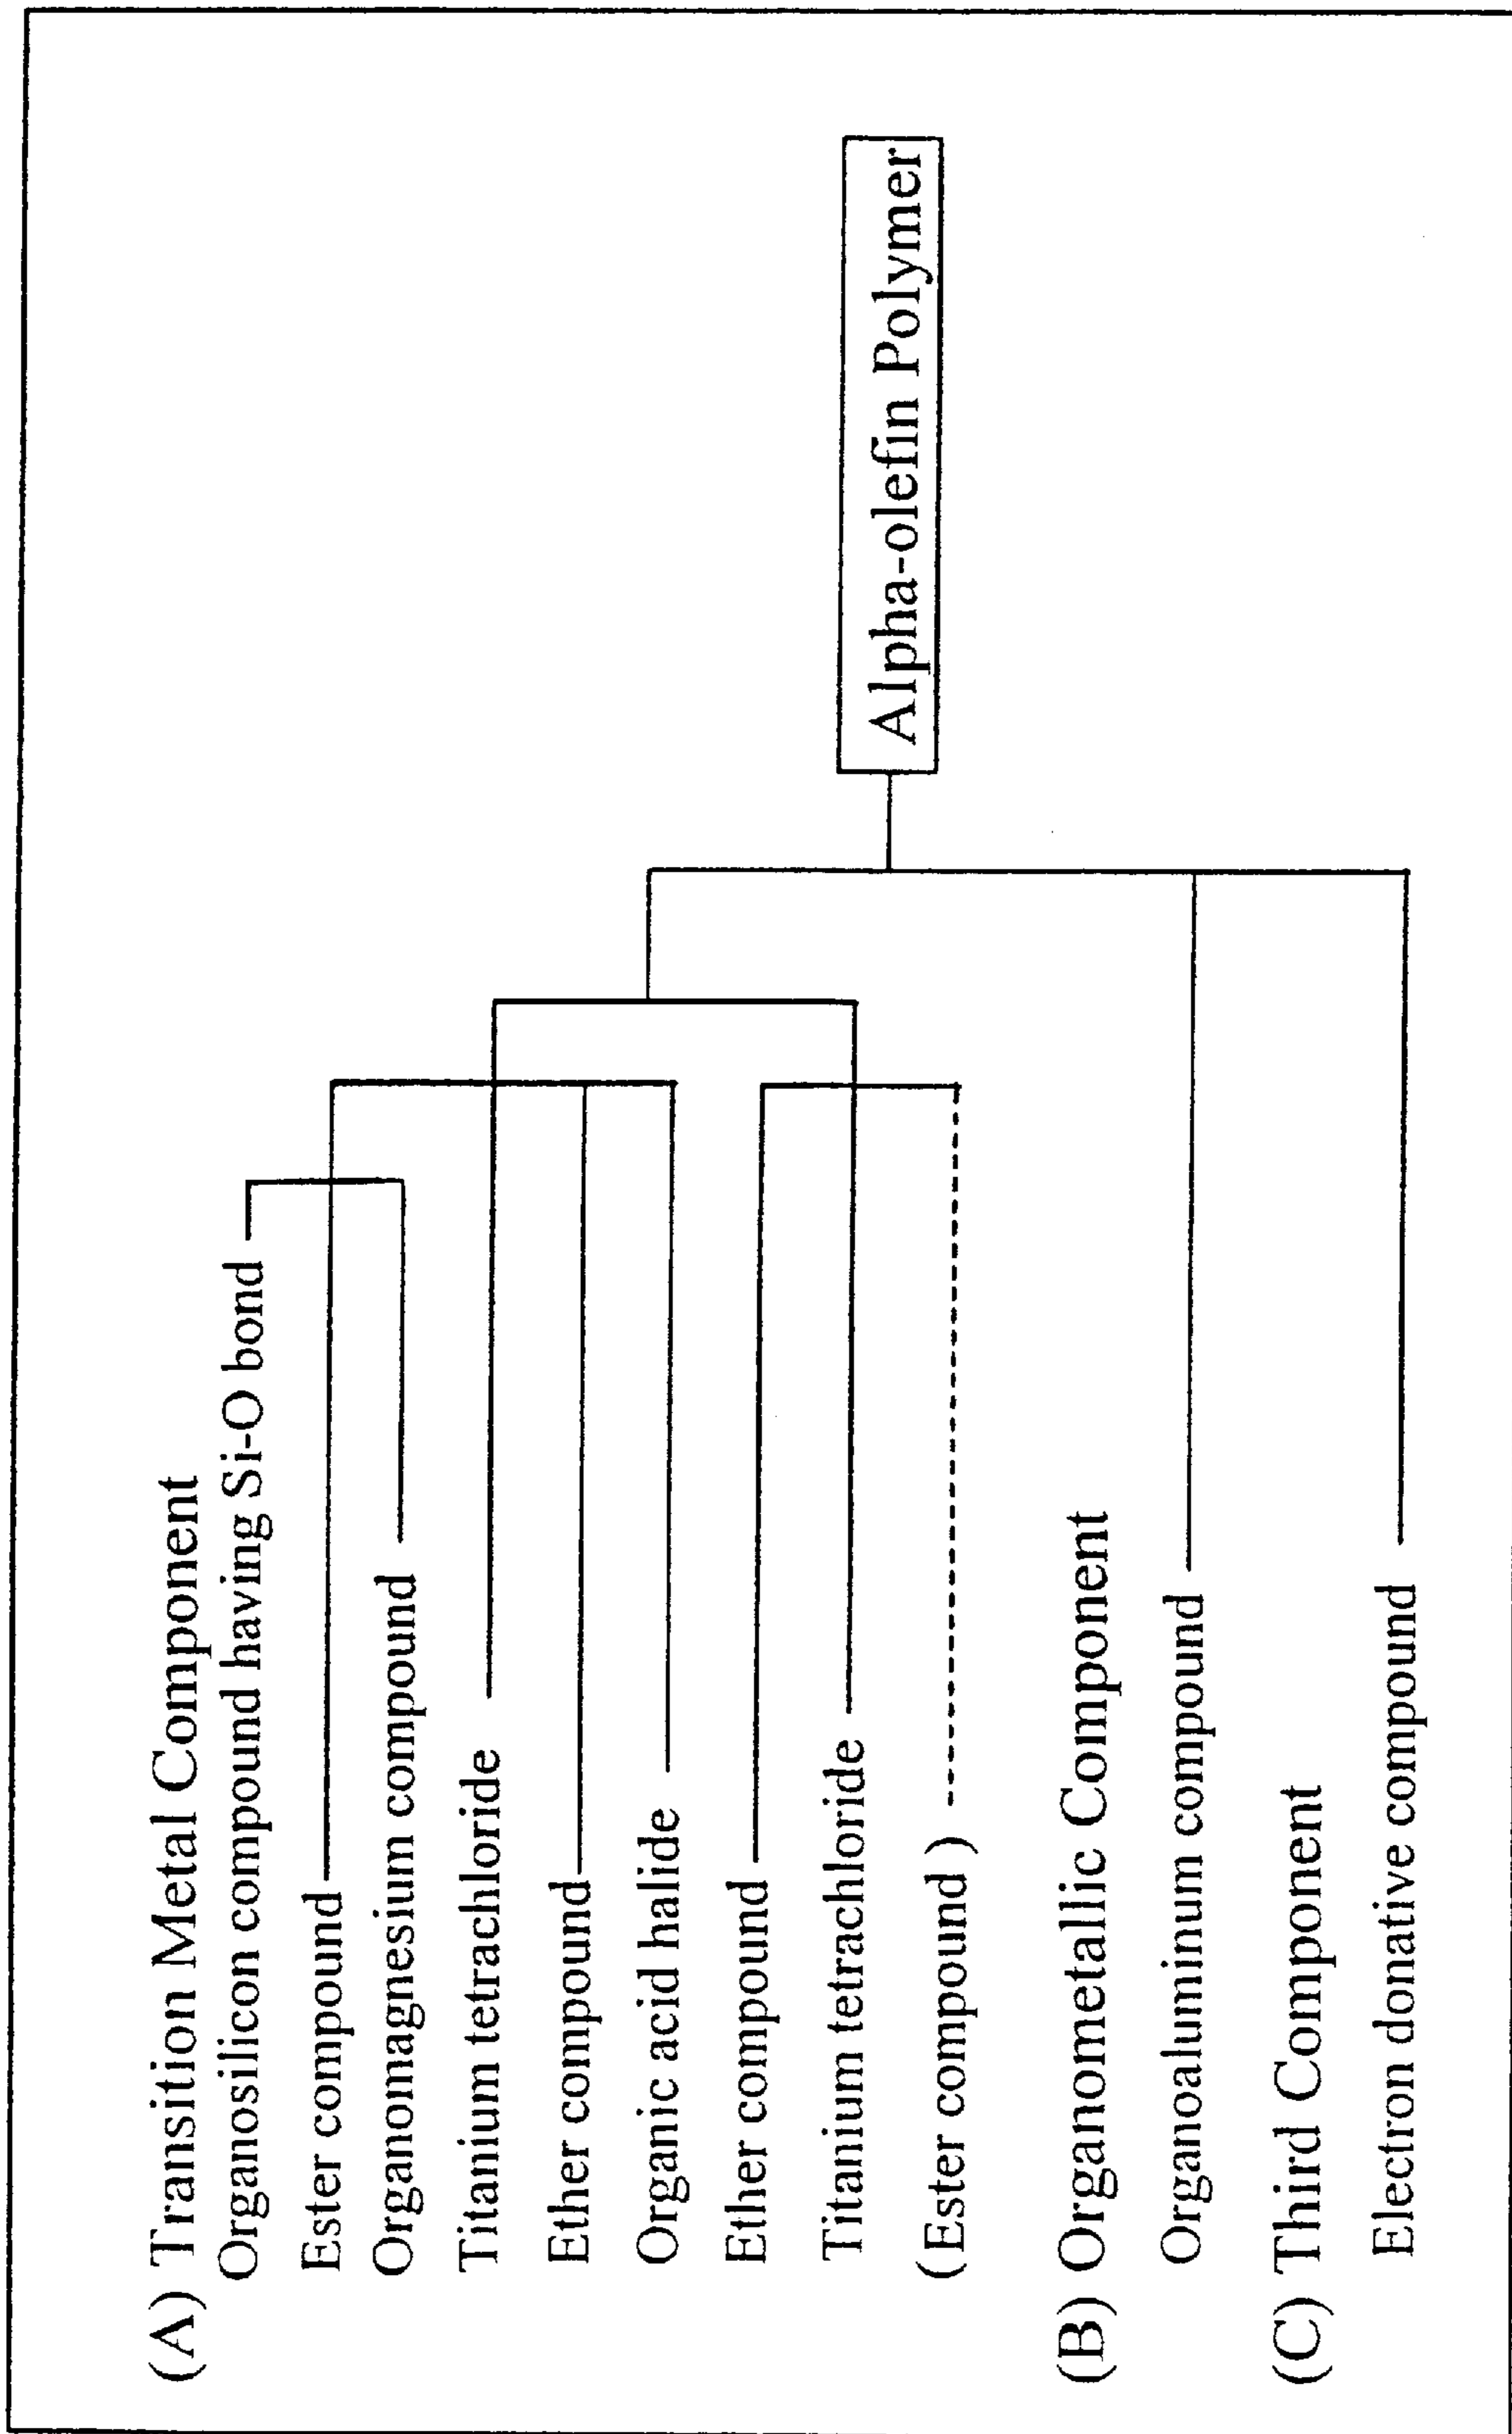 (A) Transition Metal Component
Organosilicon compound having Si-O bond
Ester compound
Organomagnesium compound
Titanium tetrachloride
Ether compound
Organic acid halide
Ether compound
Titanium tetrachloride
( Ester compound )
(B) Organometallic Component
Organoaluminum compound
(C) Third Component
Electron donative compound
Alpha-olefin Polymer